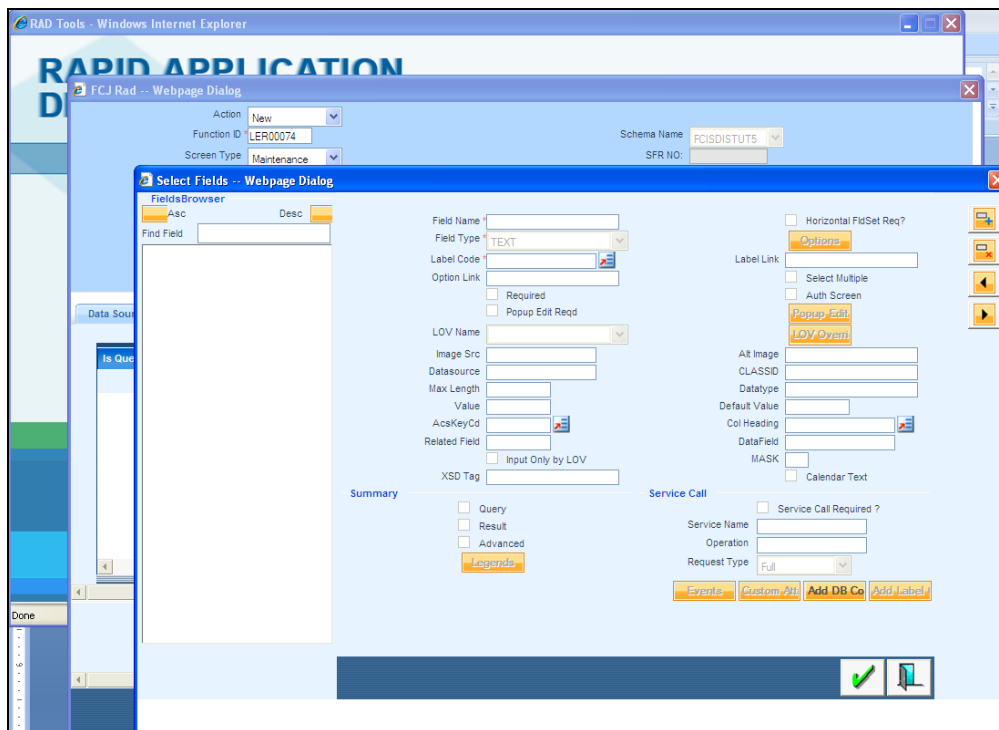 RAD Tools - Windows Internet Explorer
RAPID APPLICATION
FCJ Rad -- Webpage Dialog
Action New
Function ID * LER00074
Schema Name FCISDISTUT5
Screen Type Maintenance
SFR NO:
Select Fields -- Webpage Dialog
FieldsBrowser
Asc Desc
Find Field
Field Name *
Horizontal FldSet Req?
Field Type * TEXT
Options
Label Code *
Label Link
Option Link
Select Multiple
Required
Auth Screen
Popup Edit Reqd
Popup Edit
Data Sour
LOV Name
LOV Overri
Is Que
Image Src
Alt Image
Datasource
CLASSID
Max Length
Datatype
Value
Default Value
AcsKeyCd
Col Heading
Related Field
DataField
Input Only by LOV
MASK
XSD Tag
Calendar Text
Summary
Service Call
Query
Service Call Required ?
Result
Service Name
Advanced
Operation
Legends
Request Type Full
Events Custom Att Add DB Co Add Label
Done